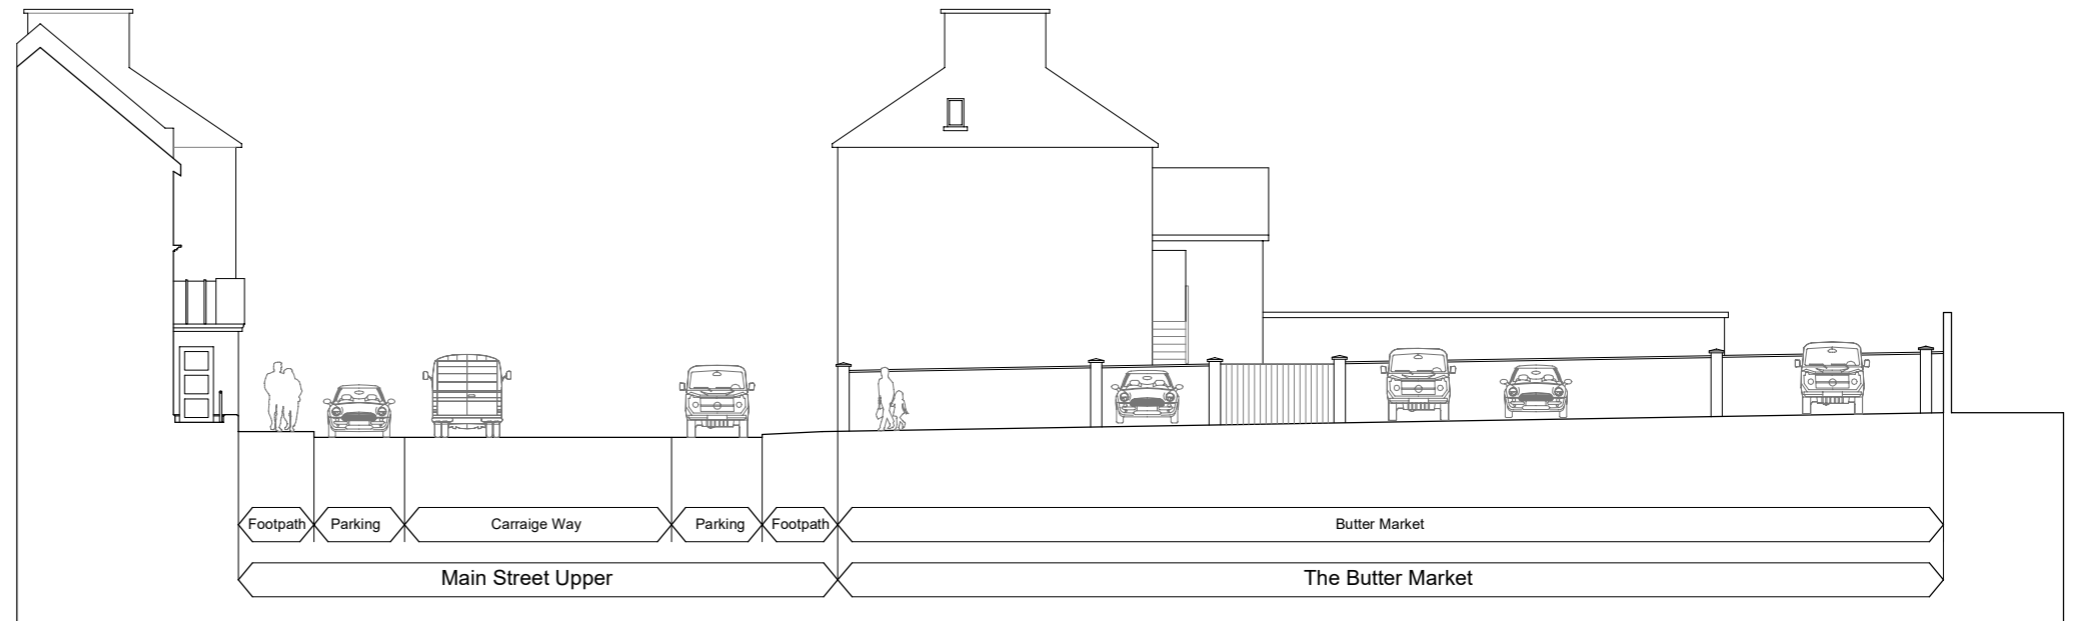 Footpath
Parking
Carraige Way
Parking
Footpath
Butter Market
Main Street Upper
The Butter Market